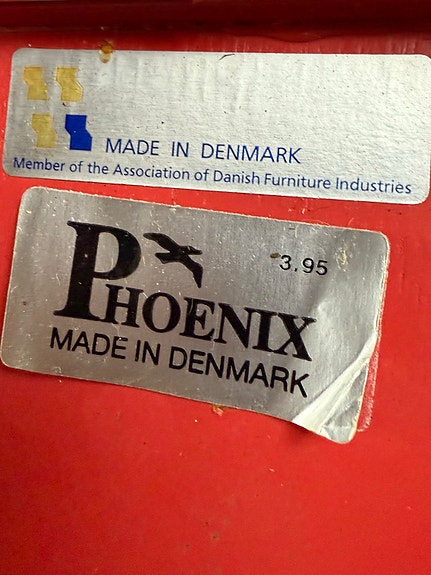 MADE IN DENMARK
Member of the Association of Danish Furniture Industries
3.95
PHOENIX
MADE IN DENMARK